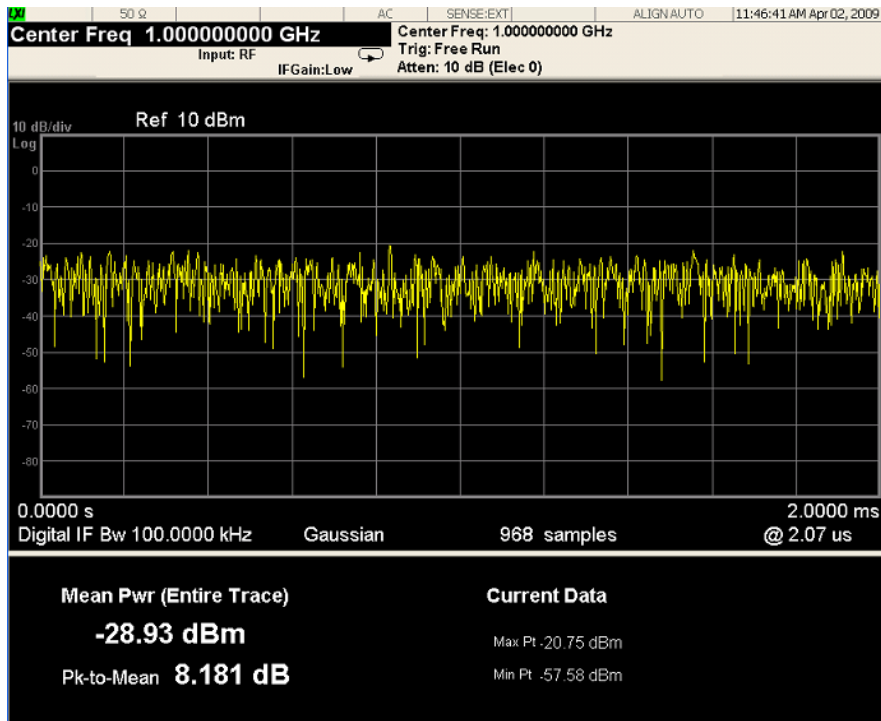 LXI 50 Ω AC SENSE:EXT ALIGN AUTO 11:46:41 AM Apr 02, 2009
Center Freq 1.000000000 GHz Center Freq: 1.000000000 GHz
Input: RF Trig: Free Run
IFGain:Low Atten: 10 dB (Elec 0)
10 dB/div Ref 10 dBm
Log
0
-10
-20
-30
-40
-50
-60
-70
-80
0.0000 s 2.0000 ms
Digital IF Bw 100.0000 kHz Gaussian 968 samples @ 2.07 us
Mean Pwr (Entire Trace) Current Data
-28.93 dBm Max Pt -20.75 dBm
Pk-to-Mean 8.181 dB Min Pt -57.58 dBm